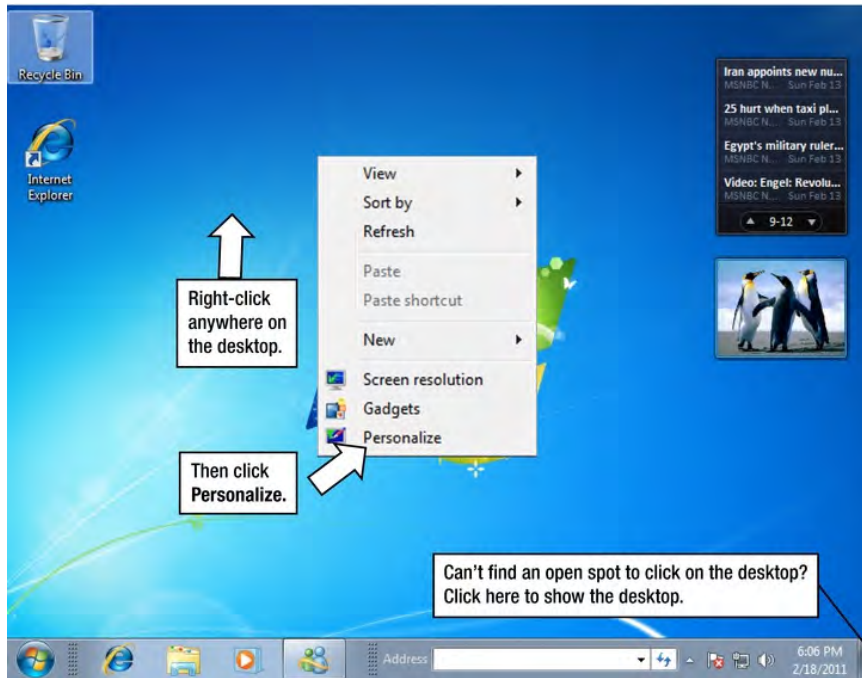 Recycle Bin
Internet
Explorer
Iran appoints new nu...
MSNBC N... Sun Feb 13
25 hurt when taxi pl...
MSNBC N... Sun Feb 13
Egypt's military ruler...
MSNBC N... Sun Feb 13
Video: Engel: Revolu...
MSNBC N... Sun Feb 13
9-12
View
Sort by
Refresh
Paste
Paste shortcut
New
Screen resolution
Gadgets
Personalize
Right-click
anywhere on
the desktop.
Then click
Personalize.
Can't find an open spot to click on the desktop?
Click here to show the desktop.
Address
6:06 PM
2/18/2011